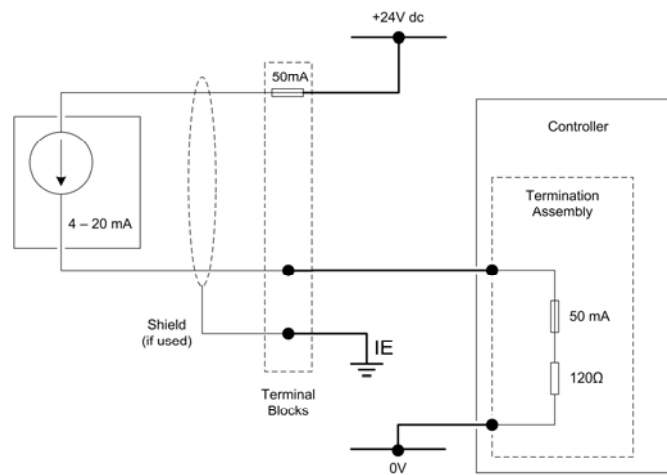 +24V dc
50mA
Controller
Termination
Assembly
4 – 20 mA
50 mA
Shield
(if used)
IE
120Ω
Terminal
Blocks
0V